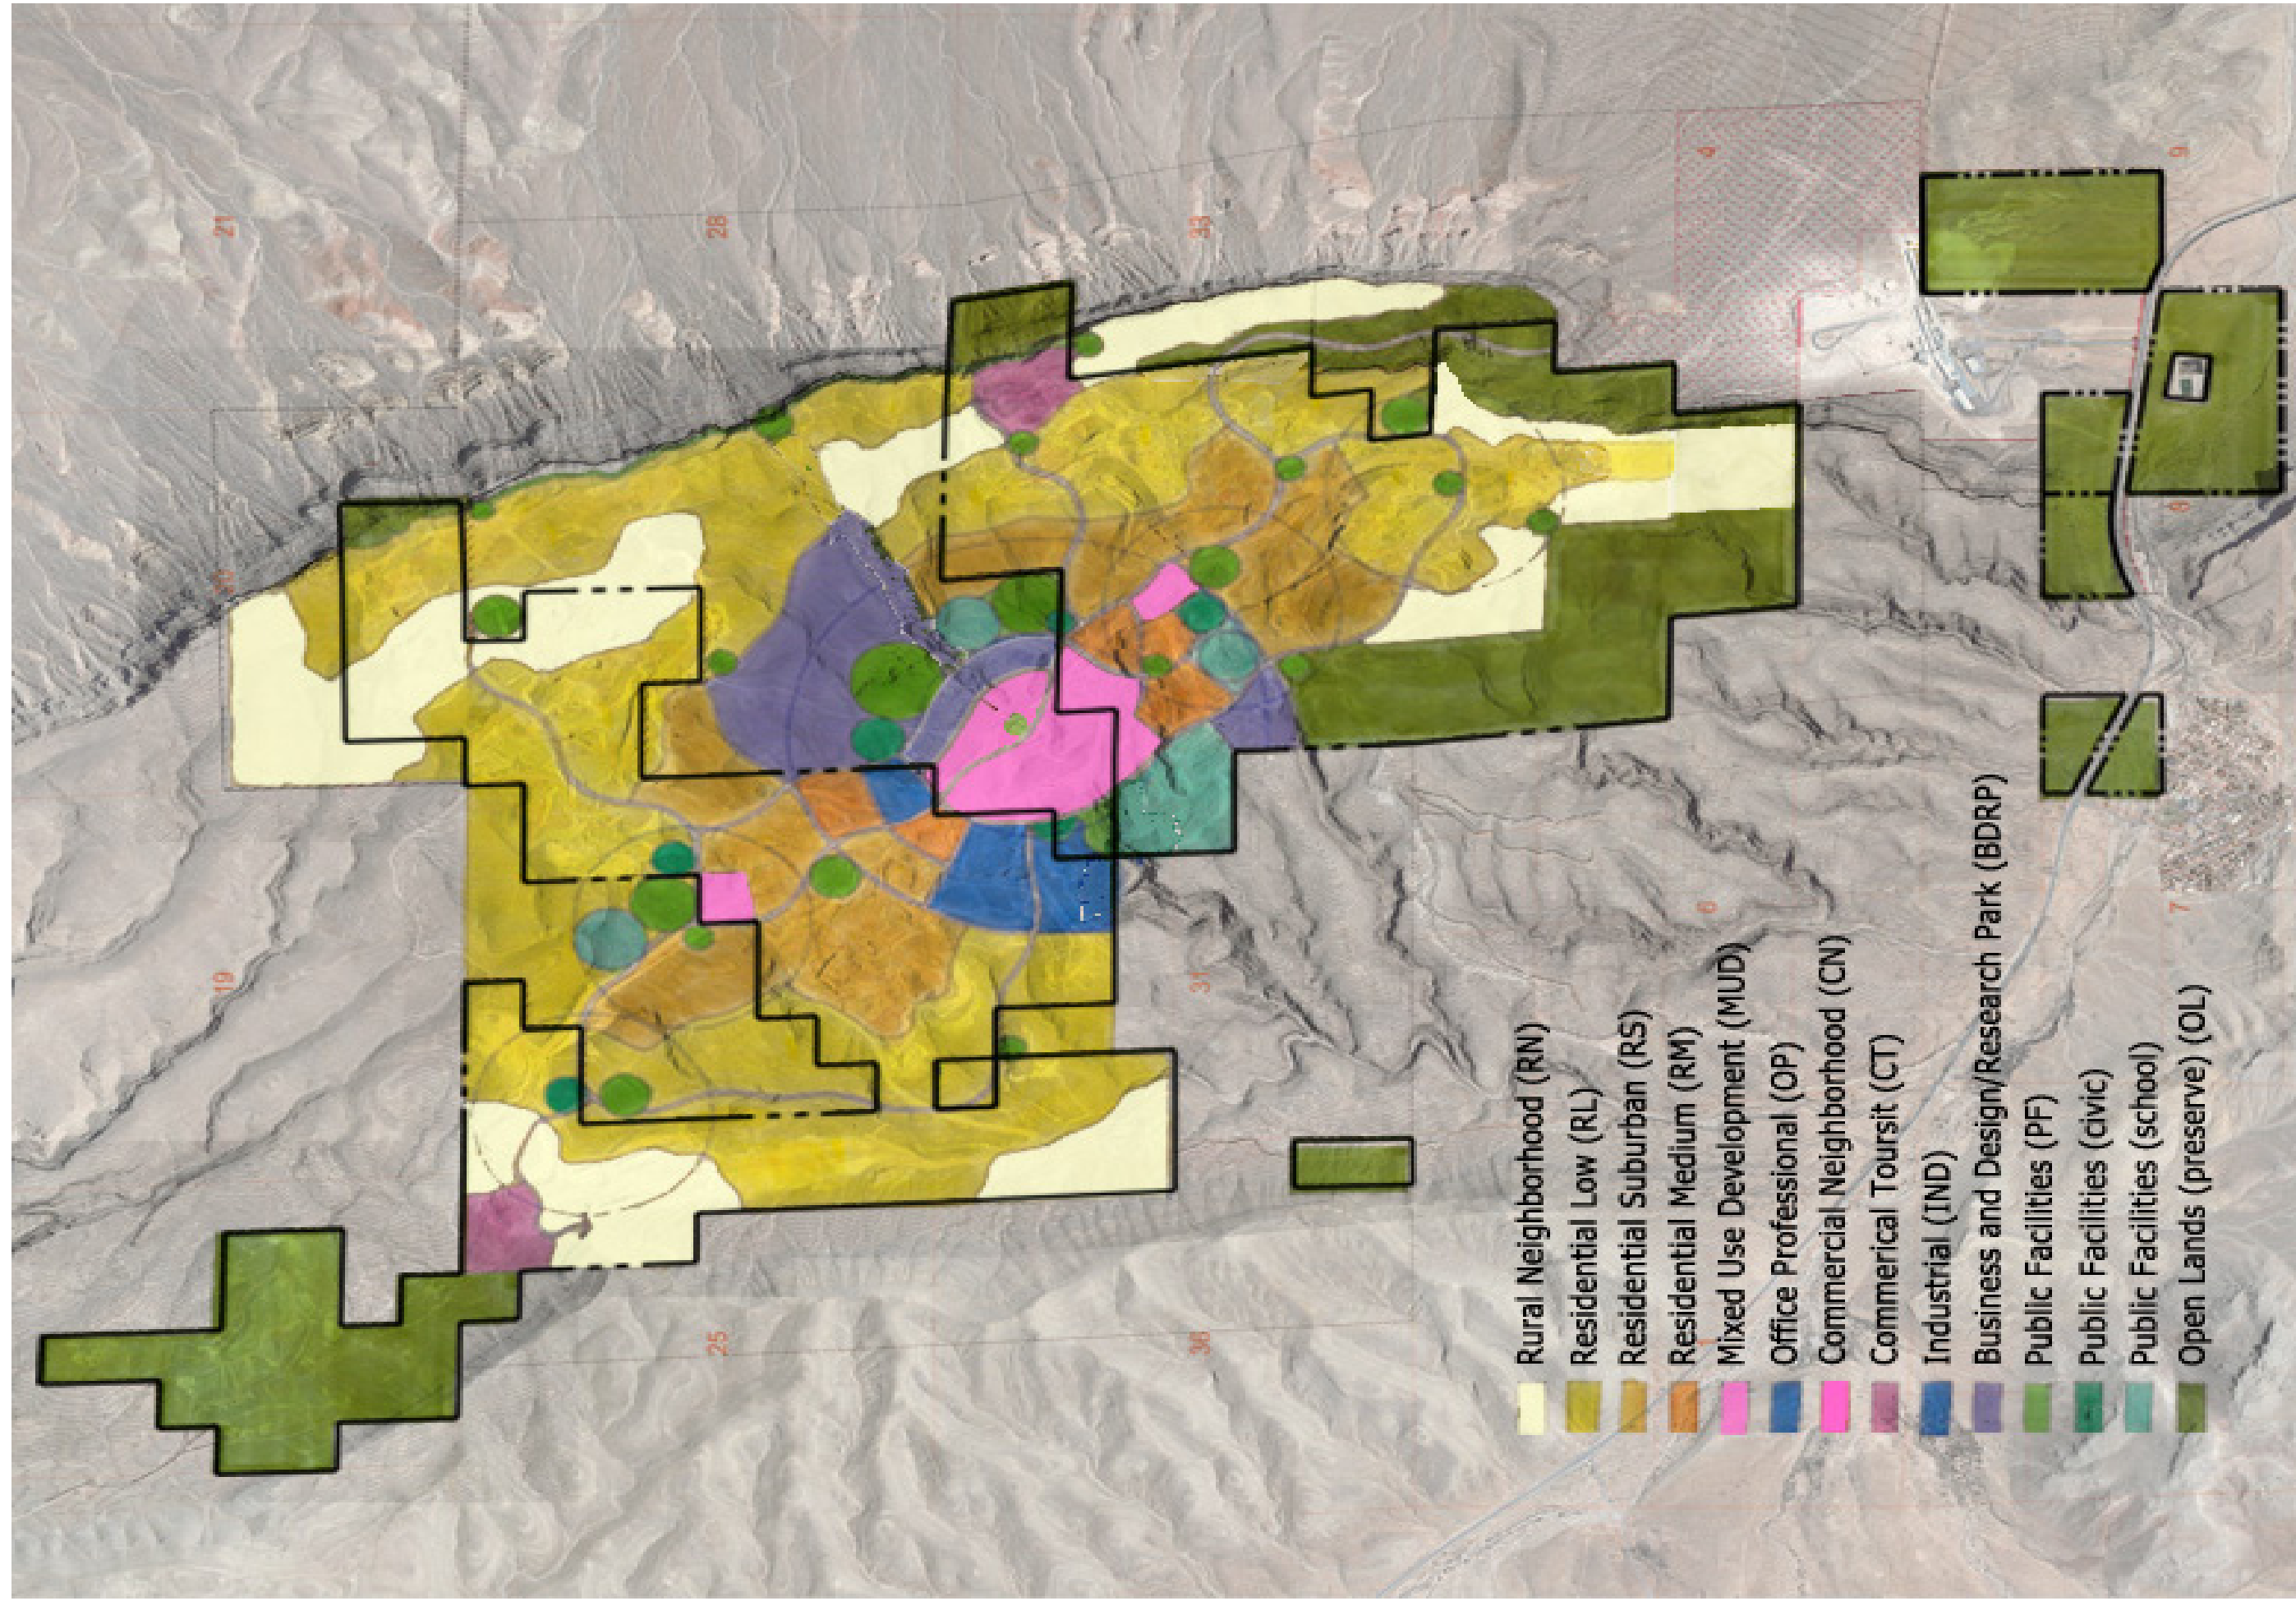 19
20
21
25
28
36
31
33
Rural Neighborhood (RN)
Residential Low (RL)
Residential Suburban (RS)
Residential Medium (RM)
6
4
Mixed Use Development (MUD)
Office Professional (OP)
Commercial Neighborhood (CN)
Commerical Toursit (CT)
Industrial (IND)
Business and Design/Research Park (BDRP)
Public Facilities (PF)
Public Facilities (civic)
Public Facilities (school)
Open Lands (preserve) (OL)
7
8
9